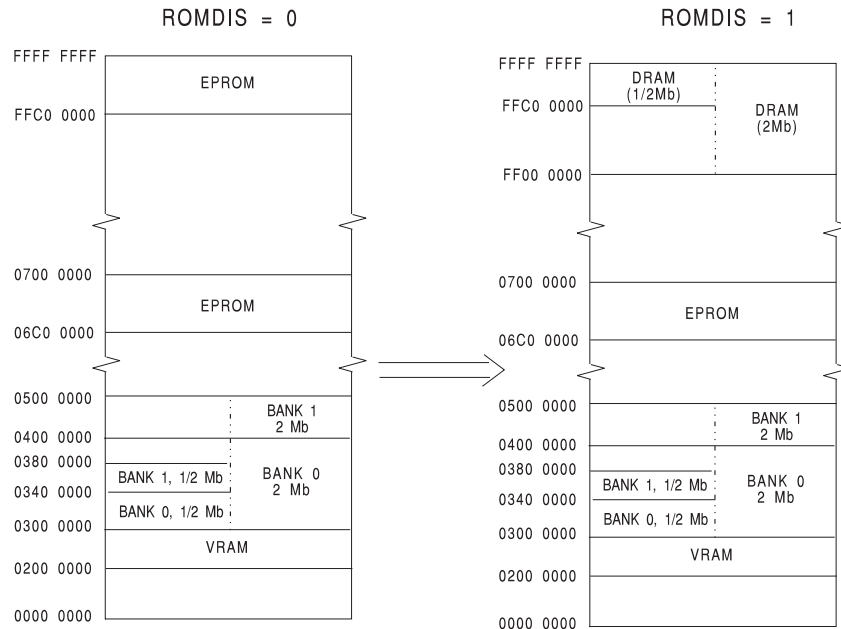 ROMDIS = 0
FFFF FFFF
EPROM
FFC0 0000
0700 0000
EPROM
06C0 0000
0500 0000
BANK 1
2 Mb
0400 0000
0380 0000
BANK 0
2 Mb
BANK 1, 1/2 Mb
0340 0000
BANK 0, 1/2 Mb
0300 0000
VRAM
0200 0000
0000 0000
ROMDIS = 1
FFFF FFFF
DRAM
(1/2Mb)
FFC0 0000
DRAM
(2Mb)
FF00 0000
0700 0000
EPROM
06C0 0000
0500 0000
BANK 1
2 Mb
0400 0000
0380 0000
BANK 0
2 Mb
BANK 1, 1/2 Mb
0340 0000
BANK 0, 1/2 Mb
0300 0000
VRAM
0200 0000
0000 0000